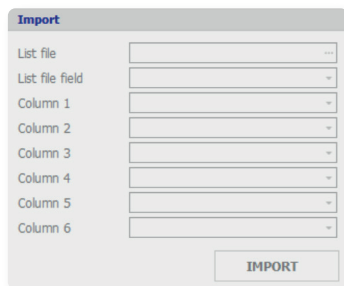 Import
List file
...
List file field
Column 1
Column 2
Column 3
Column 4
Column 5
Column 6
IMPORT